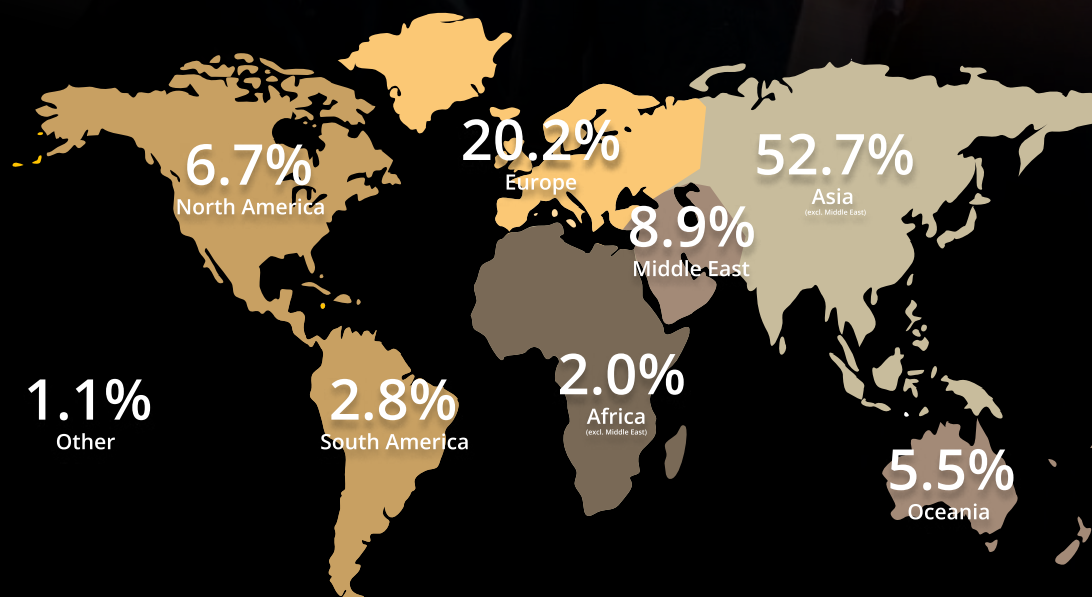 20.2%
Europe
52.7%
Asia
(excl. Middle East)
6.7%
North America
8.9%
Middle East
2.0%
Africa
(excl. Middle East)
1.1%
Other
2.8%
South America
5.5%
Oceania